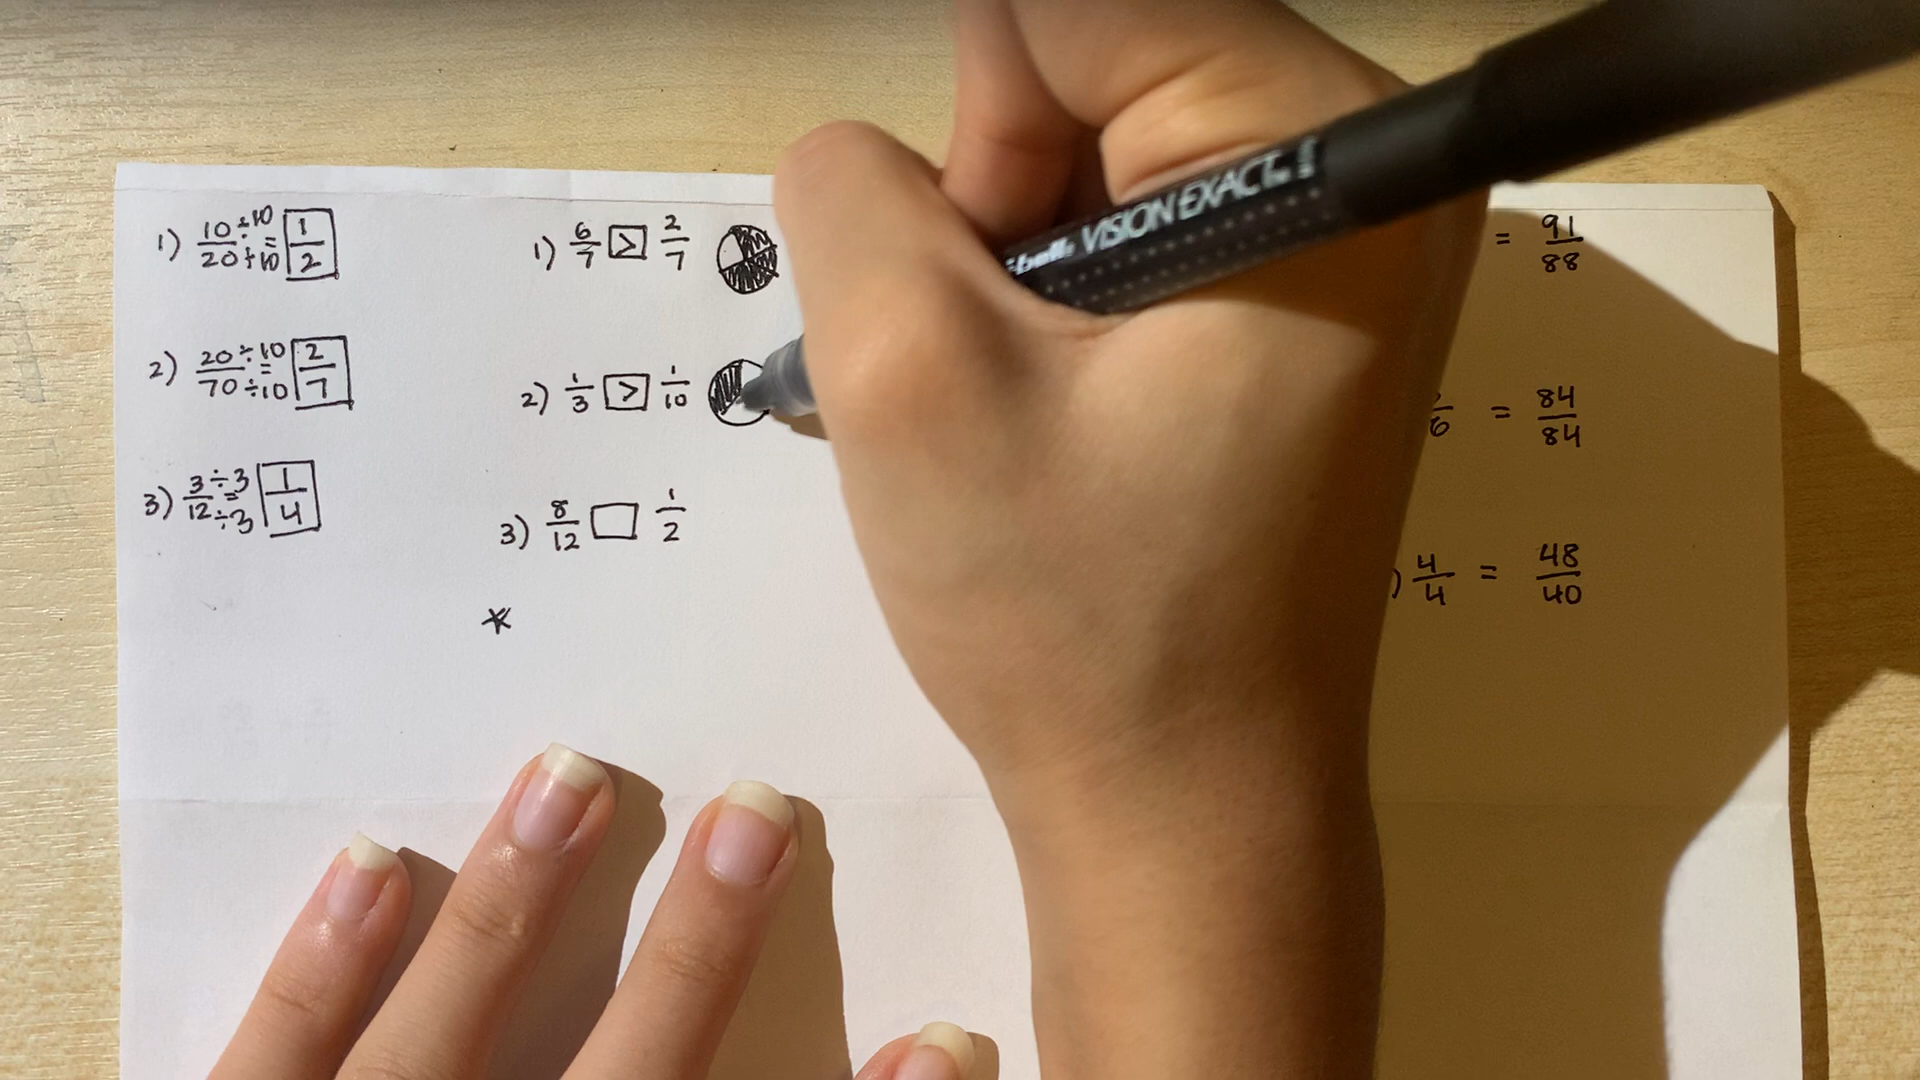 1) 10÷10/20÷10 = 1/2
2) 20÷10/70÷10 = 2/7
3) 3÷3/12÷3 = 1/4
1) 6/7 > 2/7
2) 1/3 > 1/10
3) 8/12 □ 1/2
*
= 91/88
6 = 84/84
) 4/4 = 48/40
VISION EXACT